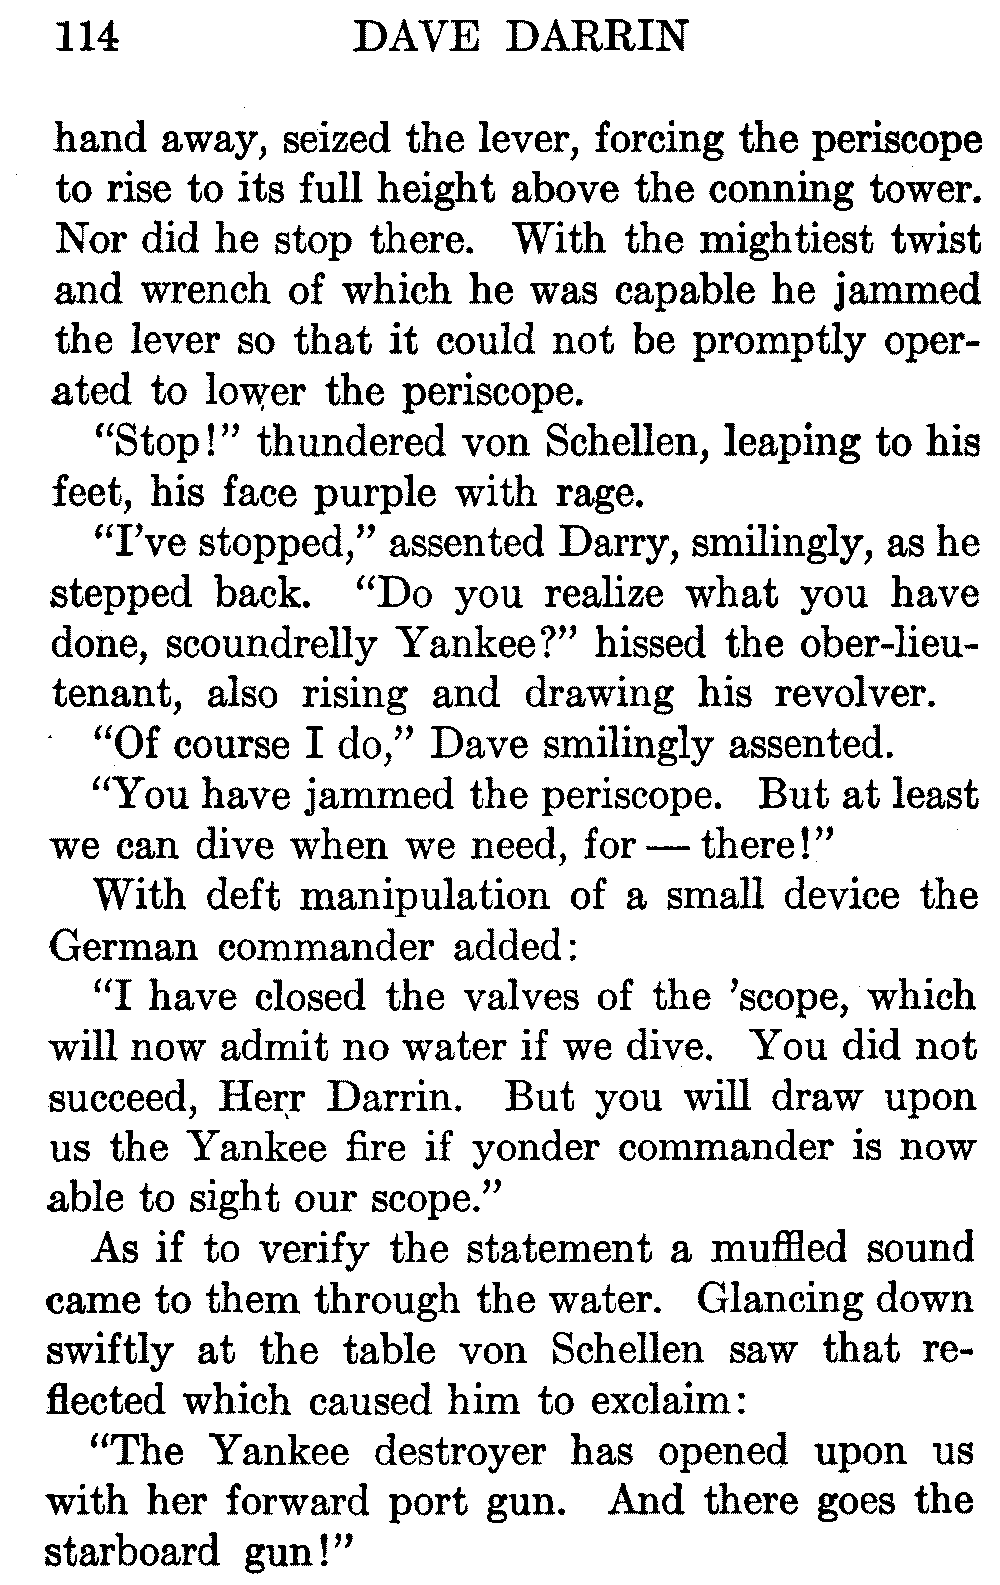 114 DAVE DARRIN
hand away, seized the lever, forcing the periscope
to rise to its full height above the conning tower.
Nor did he stop there. With the mightiest twist
and wrench of which he was capable he jammed
the lever so that it could not be promptly oper-
ated to lower the periscope.
“Stop!” thundered von Schellen, leaping to his
feet, his face purple with rage.
“I’ve stopped,” assented Darry, smilingly, as he
stepped back. “Do you realize what you have
done, scoundrelly Yankee?” hissed the ober-lieu-
tenant, also rising and drawing his revolver.
“Of course I do,” Dave smilingly assented.
“You have jammed the periscope. But at least
we can dive when we need, for — there!”
With deft manipulation of a small device the
German commander added:
“I have closed the valves of the ’scope, which
will now admit no water if we dive. You did not
succeed, Herr Darrin. But you will draw upon
us the Yankee fire if yonder commander is now
able to sight our scope.”
As if to verify the statement a muffled sound
came to them through the water. Glancing down
swiftly at the table von Schellen saw that re-
flected which caused him to exclaim:
“The Yankee destroyer has opened upon us
with her forward port gun. And there goes the
starboard gun!”